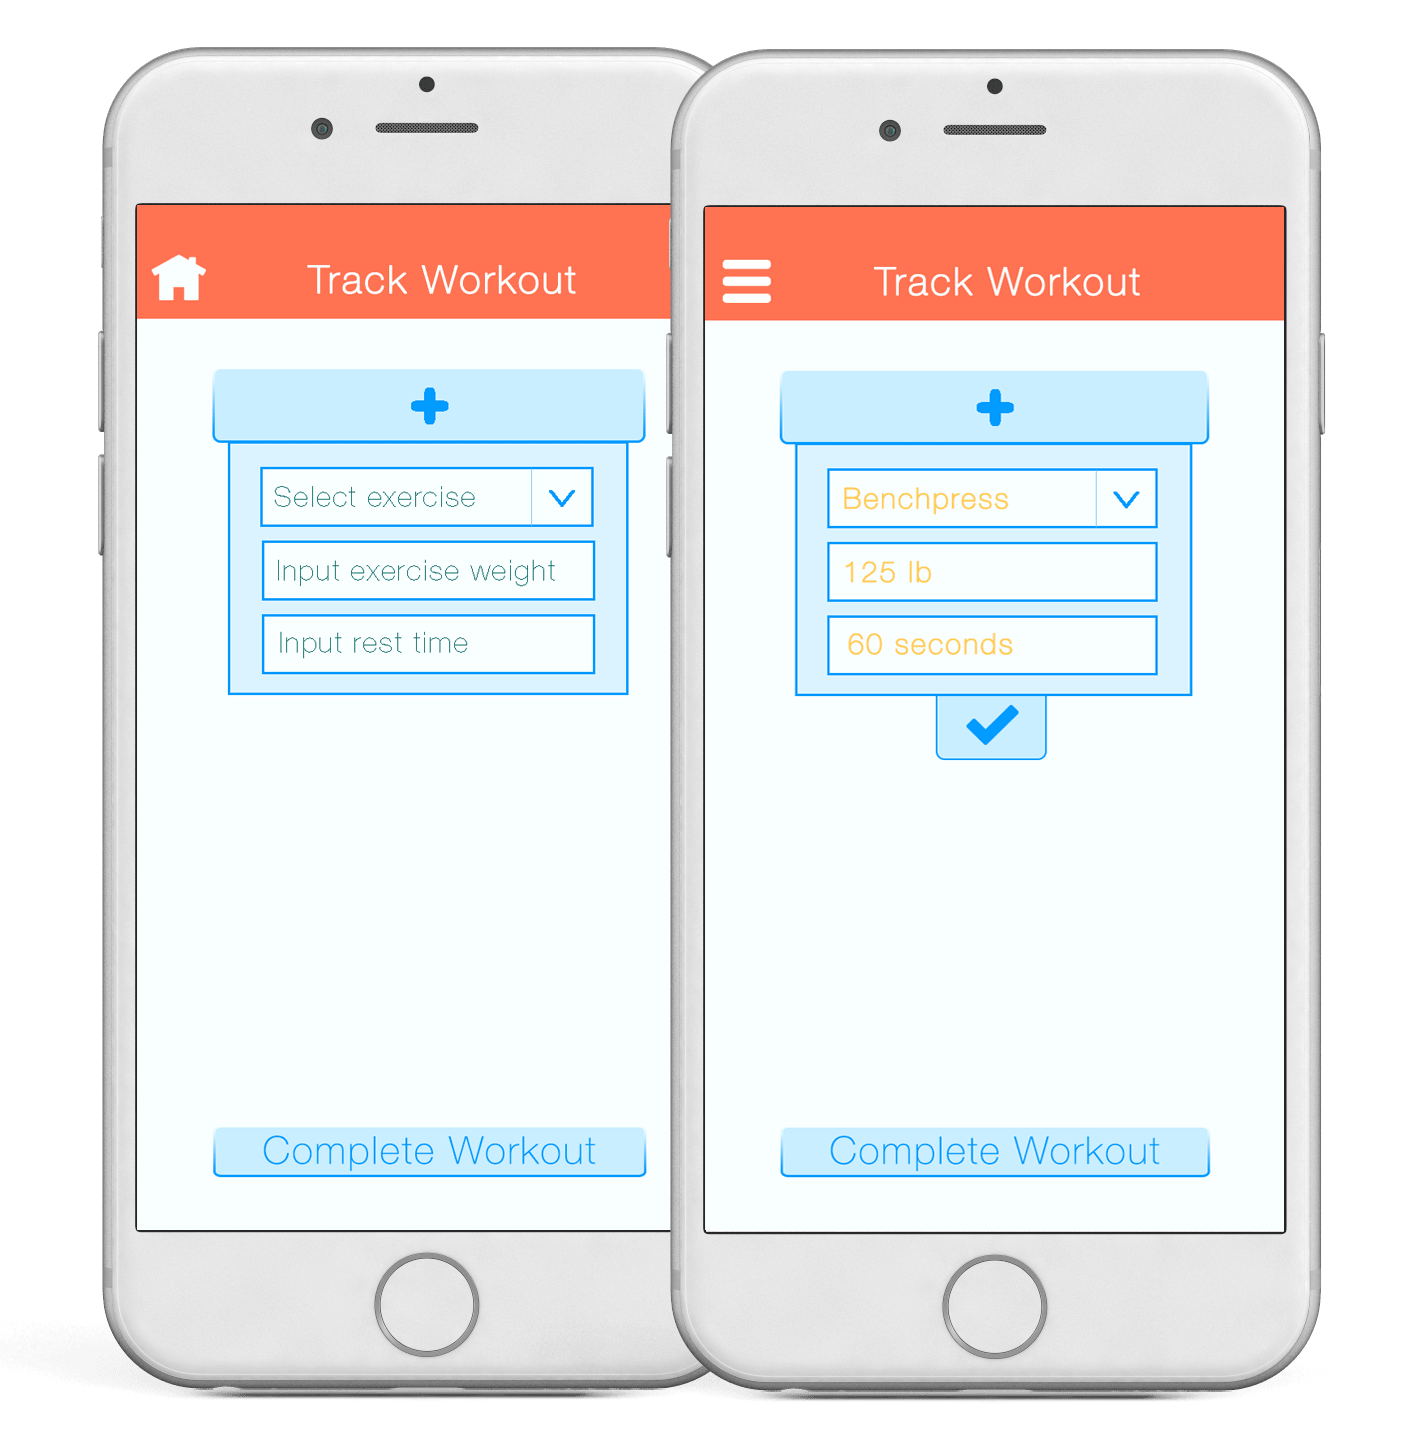 Track Workout
Select exercise
Input exercise weight
Input rest time
Complete Workout
Track Workout
Benchpress
125 lb
60 seconds
Complete Workout